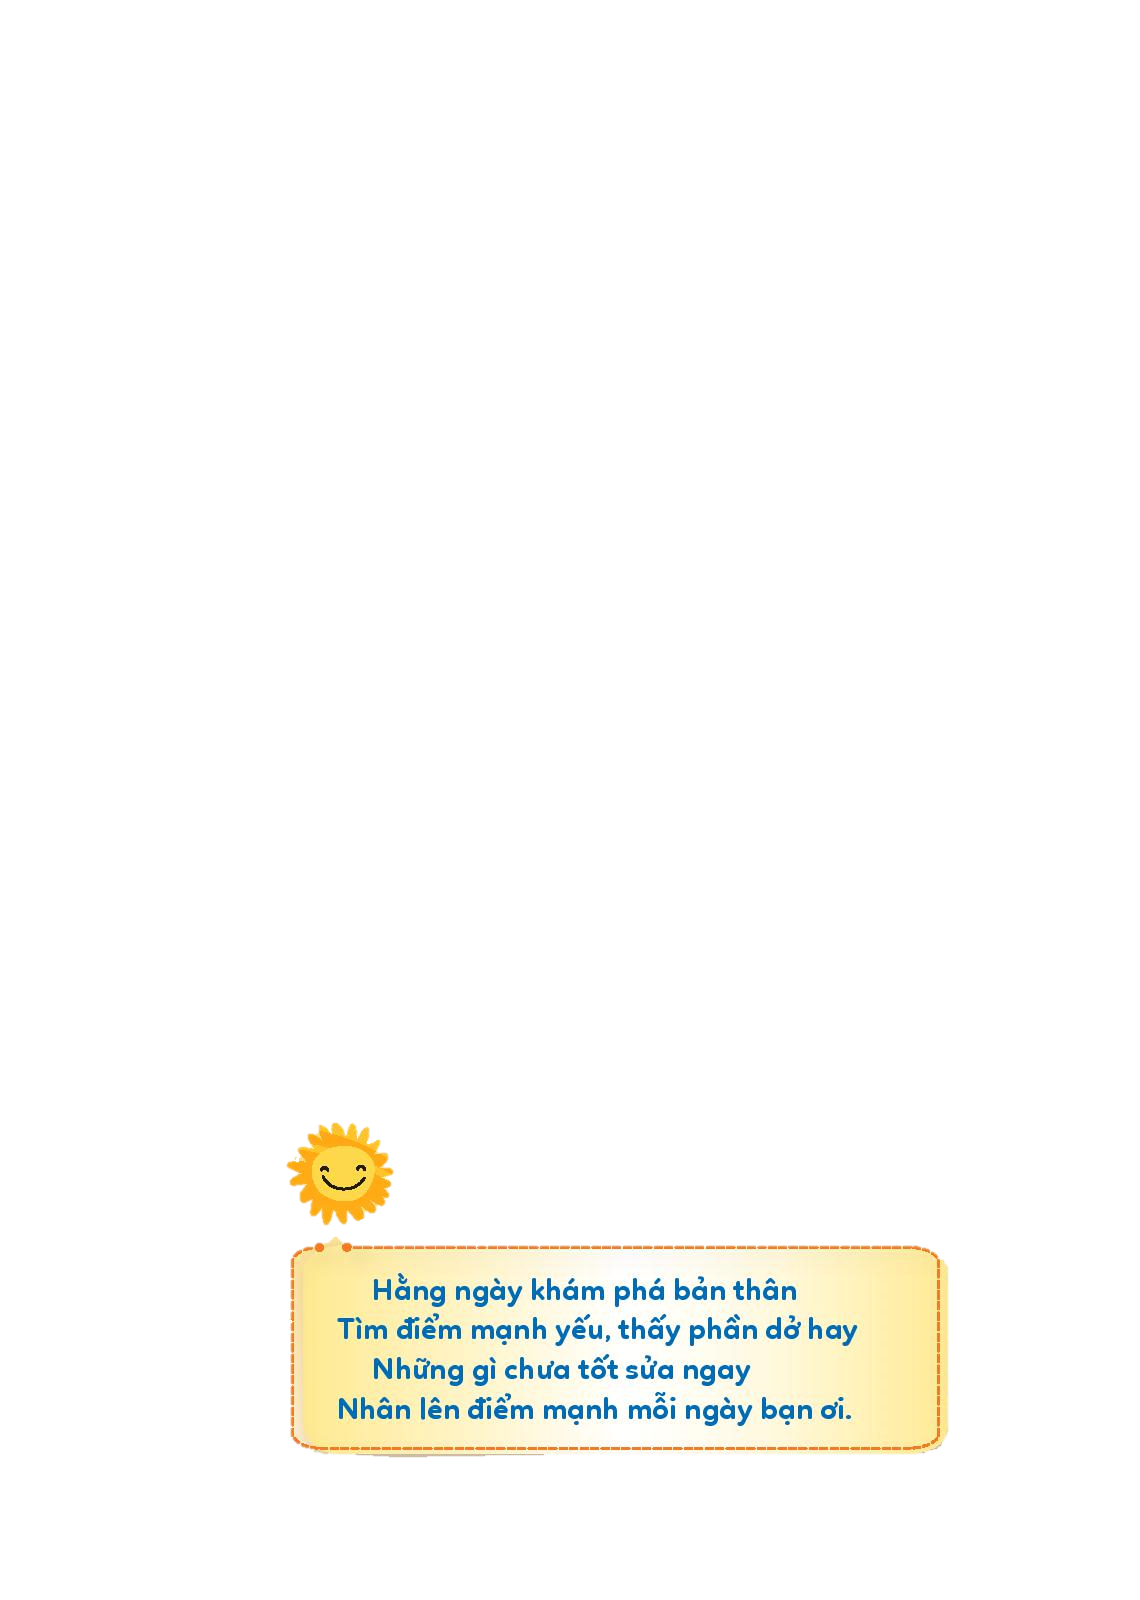 Hằng ngày khám phá bản thân
Tìm điểm mạnh yếu, thấy phần dở hay
Những gì chưa tốt sửa ngay
Nhân lên điểm mạnh mỗi ngày bạn ơi.